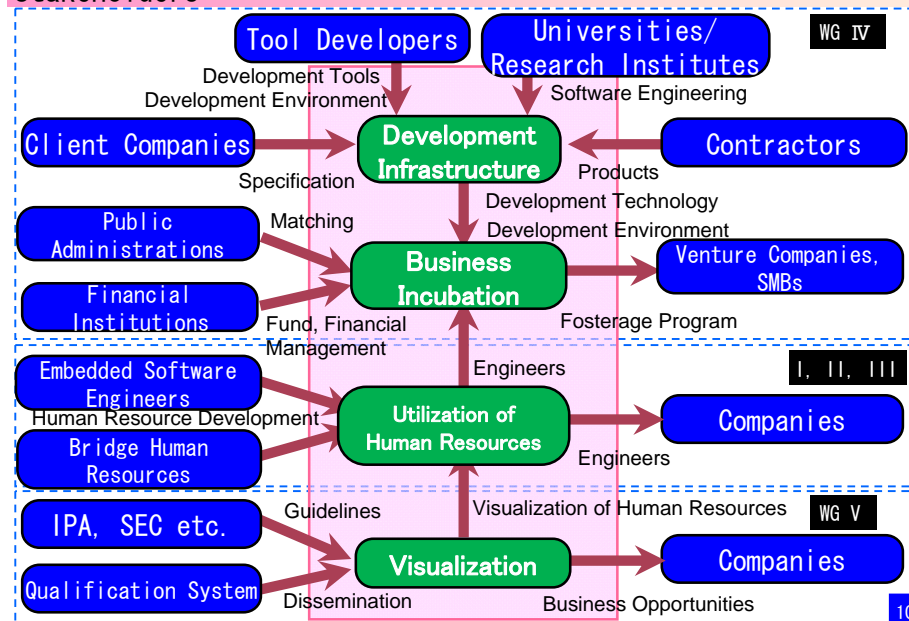 Stakeholders
Tool Developers
Universities/
Research Institutes
WG Ⅳ
Development Tools
Development Environment
Software Engineering
Client Companies
Development
Infrastructure
Contractors
Specification
Products
Public
Administrations
Matching
Development Technology
Development Environment
Business
Incubation
Venture Companies,
SMBs
Financial
Institutions
Fund, Financial
Management
Fosterage Program
Embedded Software
Engineers
Engineers
I, II, III
Human Resource Development
Utilization of
Human Resources
Companies
Bridge Human
Resources
Engineers
IPA, SEC etc.
Guidelines
Visualization of Human Resources
WG V
Visualization
Companies
Qualification System
Dissemination
Business Opportunities
10